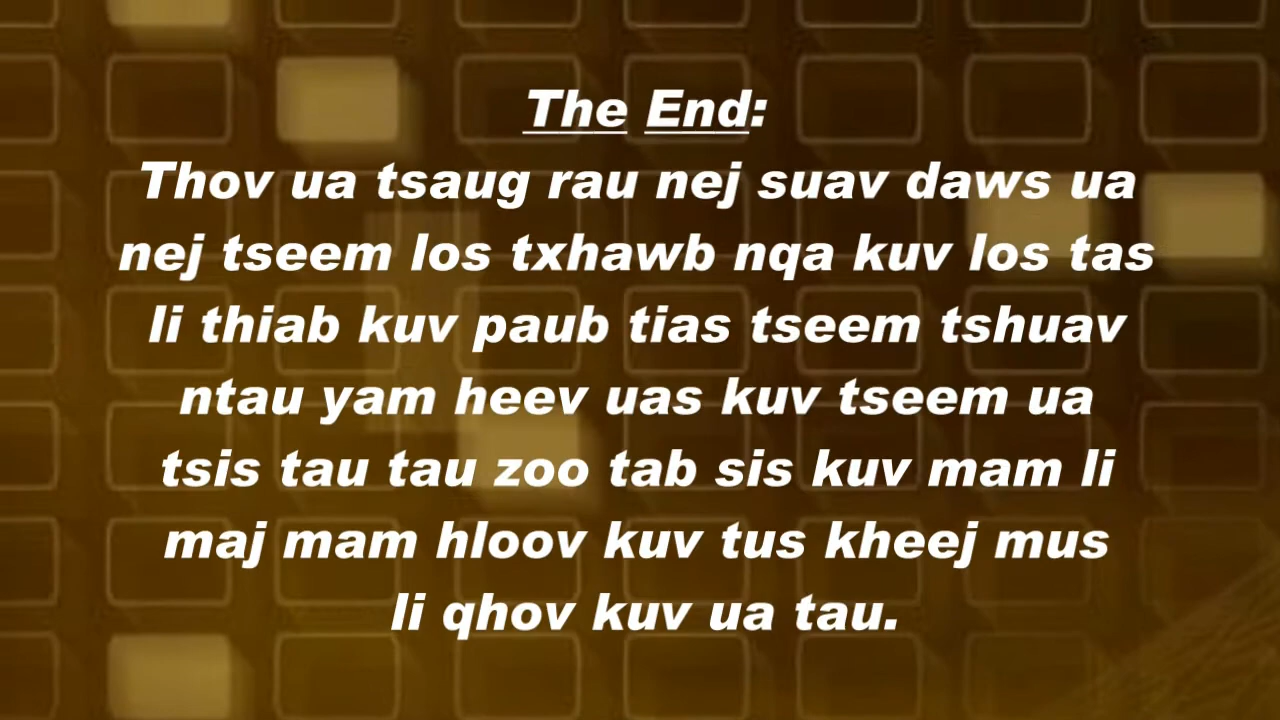 The End:
Thov ua tsaug rau nej suav daws ua
nej tseem los txhawb nqa kuv los tas
li thiab kuv paub tias tseem tshuav
ntau yam heev uas kuv tseem ua
tsis tau tau zoo tab sis kuv mam li
maj mam hloov kuv tus kheej mus
li qhov kuv ua tau.